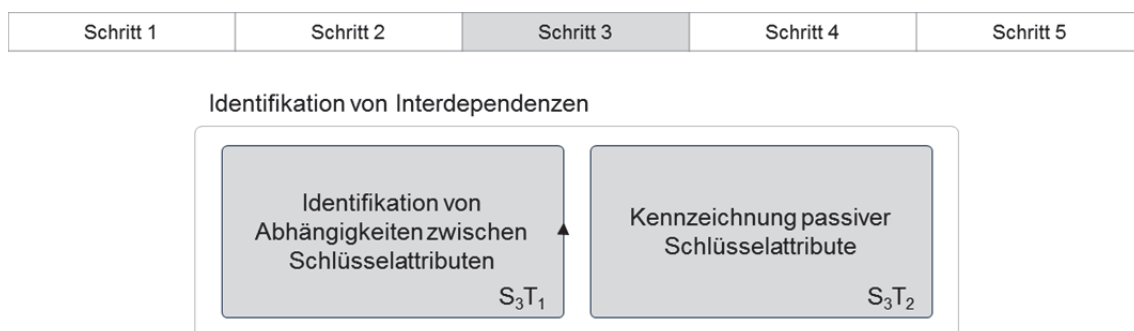 Schritt 1
Schritt 2
Schritt 3
Schritt 4
Schritt 5
Identifikation von Interdependenzen
Identifikation von
Abhängigkeiten zwischen
Schlüsselattributen
S₃T₁
Kennzeichnung passiver
Schlüsselattribute
S₃T₂